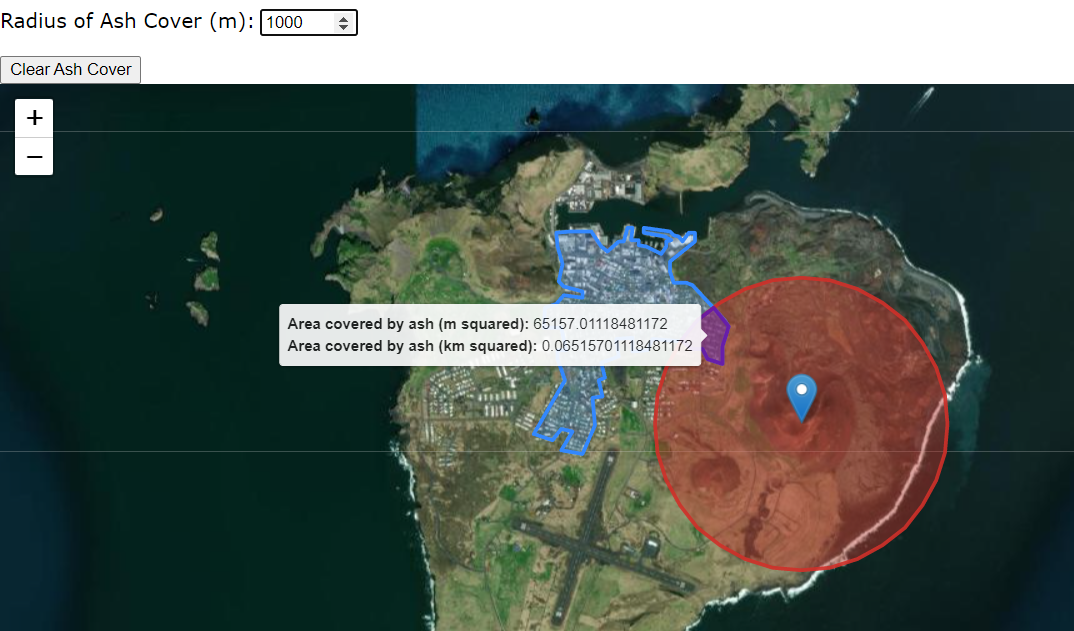 Radius of Ash Cover (m): 1000
Clear Ash Cover
+
−
Area covered by ash (m squared): 65157.01118481172
Area covered by ash (km squared): 0.06515701118481172